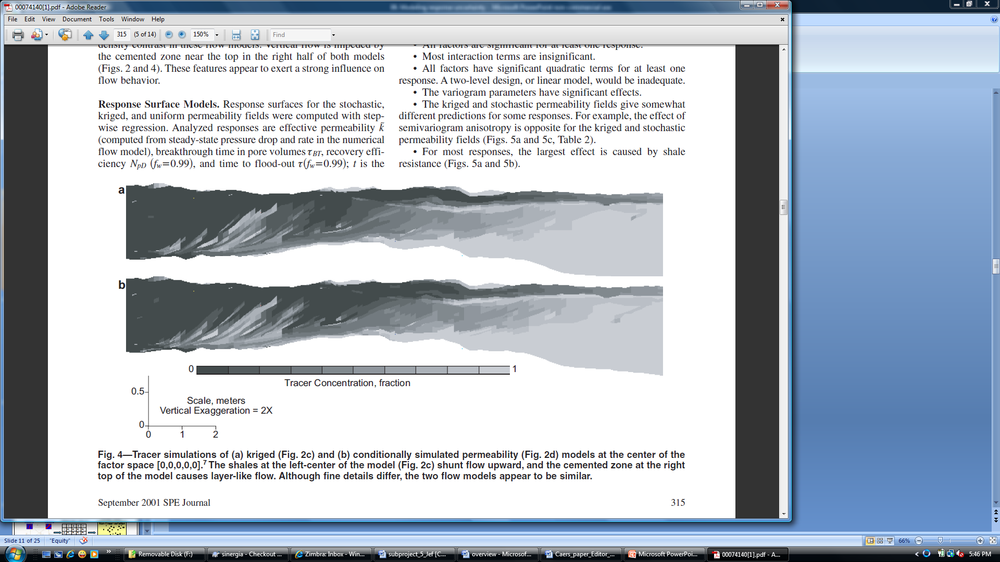 00074140[1].pdf - Adobe Reader
File Edit View Document Tools Window Help
315 (5 of 14) 150% Find
density contrast in these flow models. Vertical flow is impeded by
the cemented zone near the top in the right half of both models
(Figs. 2 and 4). These features appear to exert a strong influence on
flow behavior.
Response Surface Models. Response surfaces for the stochastic,
kriged, and uniform permeability fields were computed with step-
wise regression. Analyzed responses are effective permeability k̃
(computed from steady-state pressure drop and rate in the numerical
flow model), breakthrough time in pore volumes τBT, recovery effi-
ciency NpD (fw=0.99), and time to flood-out τ(fw=0.99); t is the
• All factors are significant for at least one response.
• Most interaction terms are insignificant.
• All factors have significant quadratic terms for at least one
response. A two-level design, or linear model, would be inadequate.
• The variogram parameters have significant effects.
• The kriged and stochastic permeability fields give somewhat
different predictions for some responses. For example, the effect of
semivariogram anisotropy is opposite for the kriged and stochastic
permeability fields (Figs. 5a and 5c, Table 2).
• For most responses, the largest effect is caused by shale
resistance (Figs. 5a and 5b).
a
b
0 1
Tracer Concentration, fraction
0.5
Scale, meters
Vertical Exaggeration = 2X
0
0 1 2
Fig. 4—Tracer simulations of (a) kriged (Fig. 2c) and (b) conditionally simulated permeability (Fig. 2d) models at the center of the
factor space [0,0,0,0,0].7 The shales at the left-center of the model (Fig. 2c) shunt flow upward, and the cemented zone at the right
top of the model causes layer-like flow. Although fine details differ, the two flow models appear to be similar.
September 2001 SPE Journal 315
Slide 11 of 25 "Equity" 66%
Removable Disk (F:) sinergia - Checkout ... Zimbra: Inbox - Win... subproject_5_Jef [C... overview - Microsof... Caers_paper_Editor_... Microsoft PowerPoi... 00074140[1].pdf - A... 5:46 PM